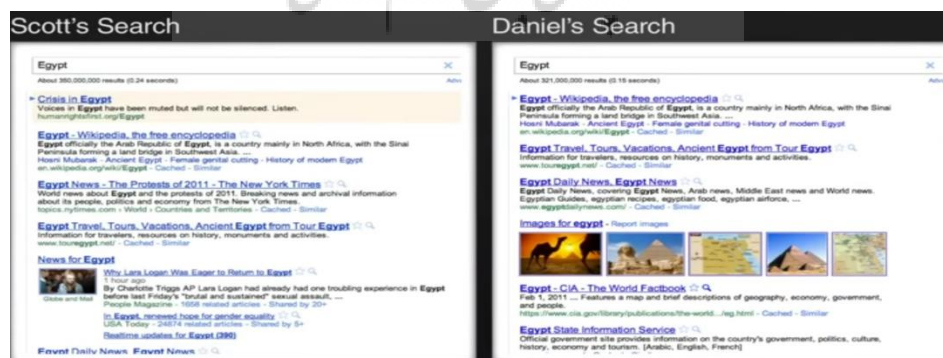 Scott's Search
Egypt
About 360,000,000 results (0.24 seconds)
Crisis in Egypt
Voices in Egypt have been muted but will not be silenced. Listen.
humanrightsfirst.org/Egypt
Egypt - Wikipedia, the free encyclopedia
Egypt officially the Arab Republic of Egypt, is a country mainly in North Africa, with the Sinai
Peninsula forming a land bridge in Southwest Asia. ...
Hosni Mubarak - Ancient Egypt - Female genital cutting - History of modern Egypt
en.wikipedia.org/wiki/Egypt - Cached - Similar
Egypt News - The Protests of 2011 - The New York Times
World news about Egypt and the protests of 2011. Breaking news and archival information
about its people, politics and economy from The New York Times.
topics.nytimes.com › World › Countries and Territories - Cached - Similar
Egypt Travel, Tours, Vacations, Ancient Egypt from Tour Egypt
Information for travelers, resources on history, monuments and activities.
www.touregypt.net/ - Cached - Similar
News for Egypt
Why Lara Logan Was Eager to Return to Egypt
1 hour ago
By Charlotte Triggs AP Lara Logan had already had one troubling experience in Egypt
before last Friday's "brutal and sustained" sexual assault, ...
People Magazine - 1658 related articles - Shared by 20+
Globe and Mail
In Egypt, renewed hope for gender equality
USA Today - 24874 related articles - Shared by 5+
Realtime updates for Egypt (390)
Egypt Daily News, Egypt News
Daniel's Search
Egypt
About 321,000,000 results (0.15 seconds)
Egypt - Wikipedia, the free encyclopedia
Egypt officially the Arab Republic of Egypt, is a country mainly in North Africa, with the Sinai
Peninsula forming a land bridge in Southwest Asia. ...
Hosni Mubarak - Ancient Egypt - Female genital cutting - History of modern Egypt
en.wikipedia.org/wiki/Egypt - Cached - Similar
Egypt Travel, Tours, Vacations, Ancient Egypt from Tour Egypt
Information for travelers, resources on history, monuments and activities.
www.touregypt.net/ - Cached - Similar
Egypt Daily News, Egypt News
Egypt Daily News, covering Egypt News, Arab news, Middle East news and World news.
Egyptian Guides, egyptian recipes, egyptian food, egyptian airforce, ...
www.egyptdailynews.com/ - Cached - Similar
Images for egypt - Report images
Egypt - CIA - The World Factbook
Feb 1, 2011 ... Features a map and brief descriptions of geography, economy, government,
and people.
https://www.cia.gov/library/publications/the-world.../eg.html - Cached - Similar
Egypt State Information Service
Official government site provides information on the country's government, politics, culture,
history, economy and tourism. [Arabic, English, French]